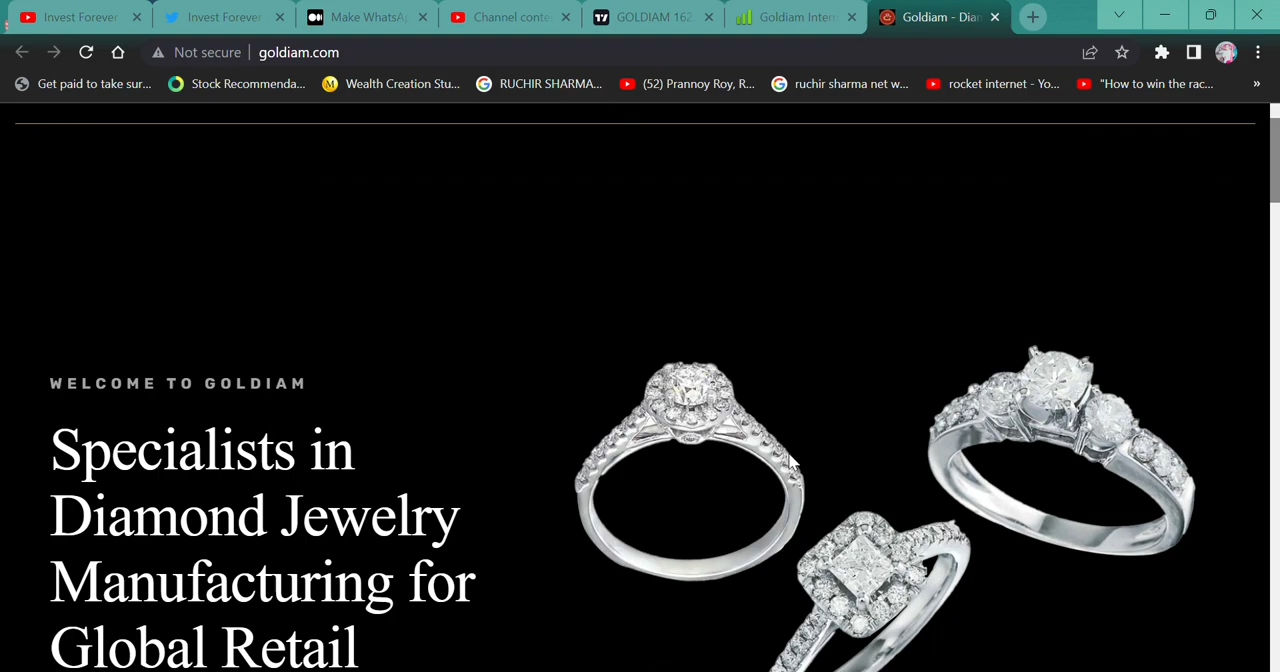 Invest Forever
Invest Forever
Make WhatsAp
Channel conte
GOLDIAM 162
Goldiam Intern
Goldiam - Dian
Not secure
goldiam.com
Get paid to take sur...
Stock Recommenda...
Wealth Creation Stu...
RUCHIR SHARMA...
(52) Prannoy Roy, R...
ruchir sharma net w...
rocket internet - Yo...
"How to win the rac...
»
WELCOME TO GOLDIAM
Specialists in
Diamond Jewelry
Manufacturing for
Global Retail